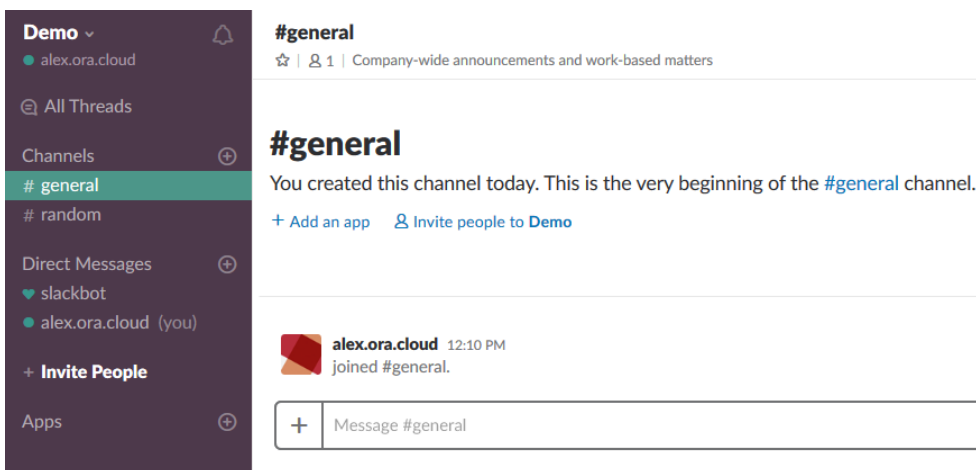 Demo
alex.ora.cloud
All Threads
Channels
# general
# random
Direct Messages
slackbot
alex.ora.cloud (you)
+ Invite People
Apps
#general
1 | Company-wide announcements and work-based matters
#general
You created this channel today. This is the very beginning of the #general channel.
+ Add an app Invite people to Demo
alex.ora.cloud 12:10 PM
joined #general.
+ Message #general